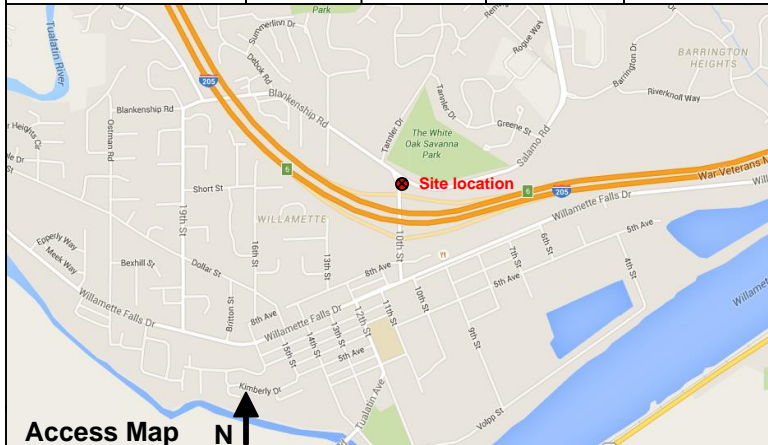 Park
Tualatin
River
Summerlinn Dr
Debok Rd
205
Blankenship Rd
Blankenship Rd
Rogue Way
Barrington Dr
BARRINGTON
HEIGHTS
Riverknoll Way
Tannler Dr
Tannler Dr
Greene St
The White
Oak Savanna
Park
Salamo Rd
r Heights Cir
Ostman Rd
6
Short St
19th St
WILLAMETTE
Site location
6
205
War Veterans M
Willamette Falls Dr
Will
Epperly Way
Meek Way
Bexhill St
Dollar St
16th St
13th St
10th St
8th Ave
7th St
6th St
5th Ave
4th St
5th Ave
Willamette Falls Dr
Britton St
8th Ave
Willamette Falls Dr
15th St
14th St
13th St
12th St
11th St
10th St
5th Ave
9th St
Willamette
Kimberly Dr
Tualatin Ave
Volpp St
Access Map N